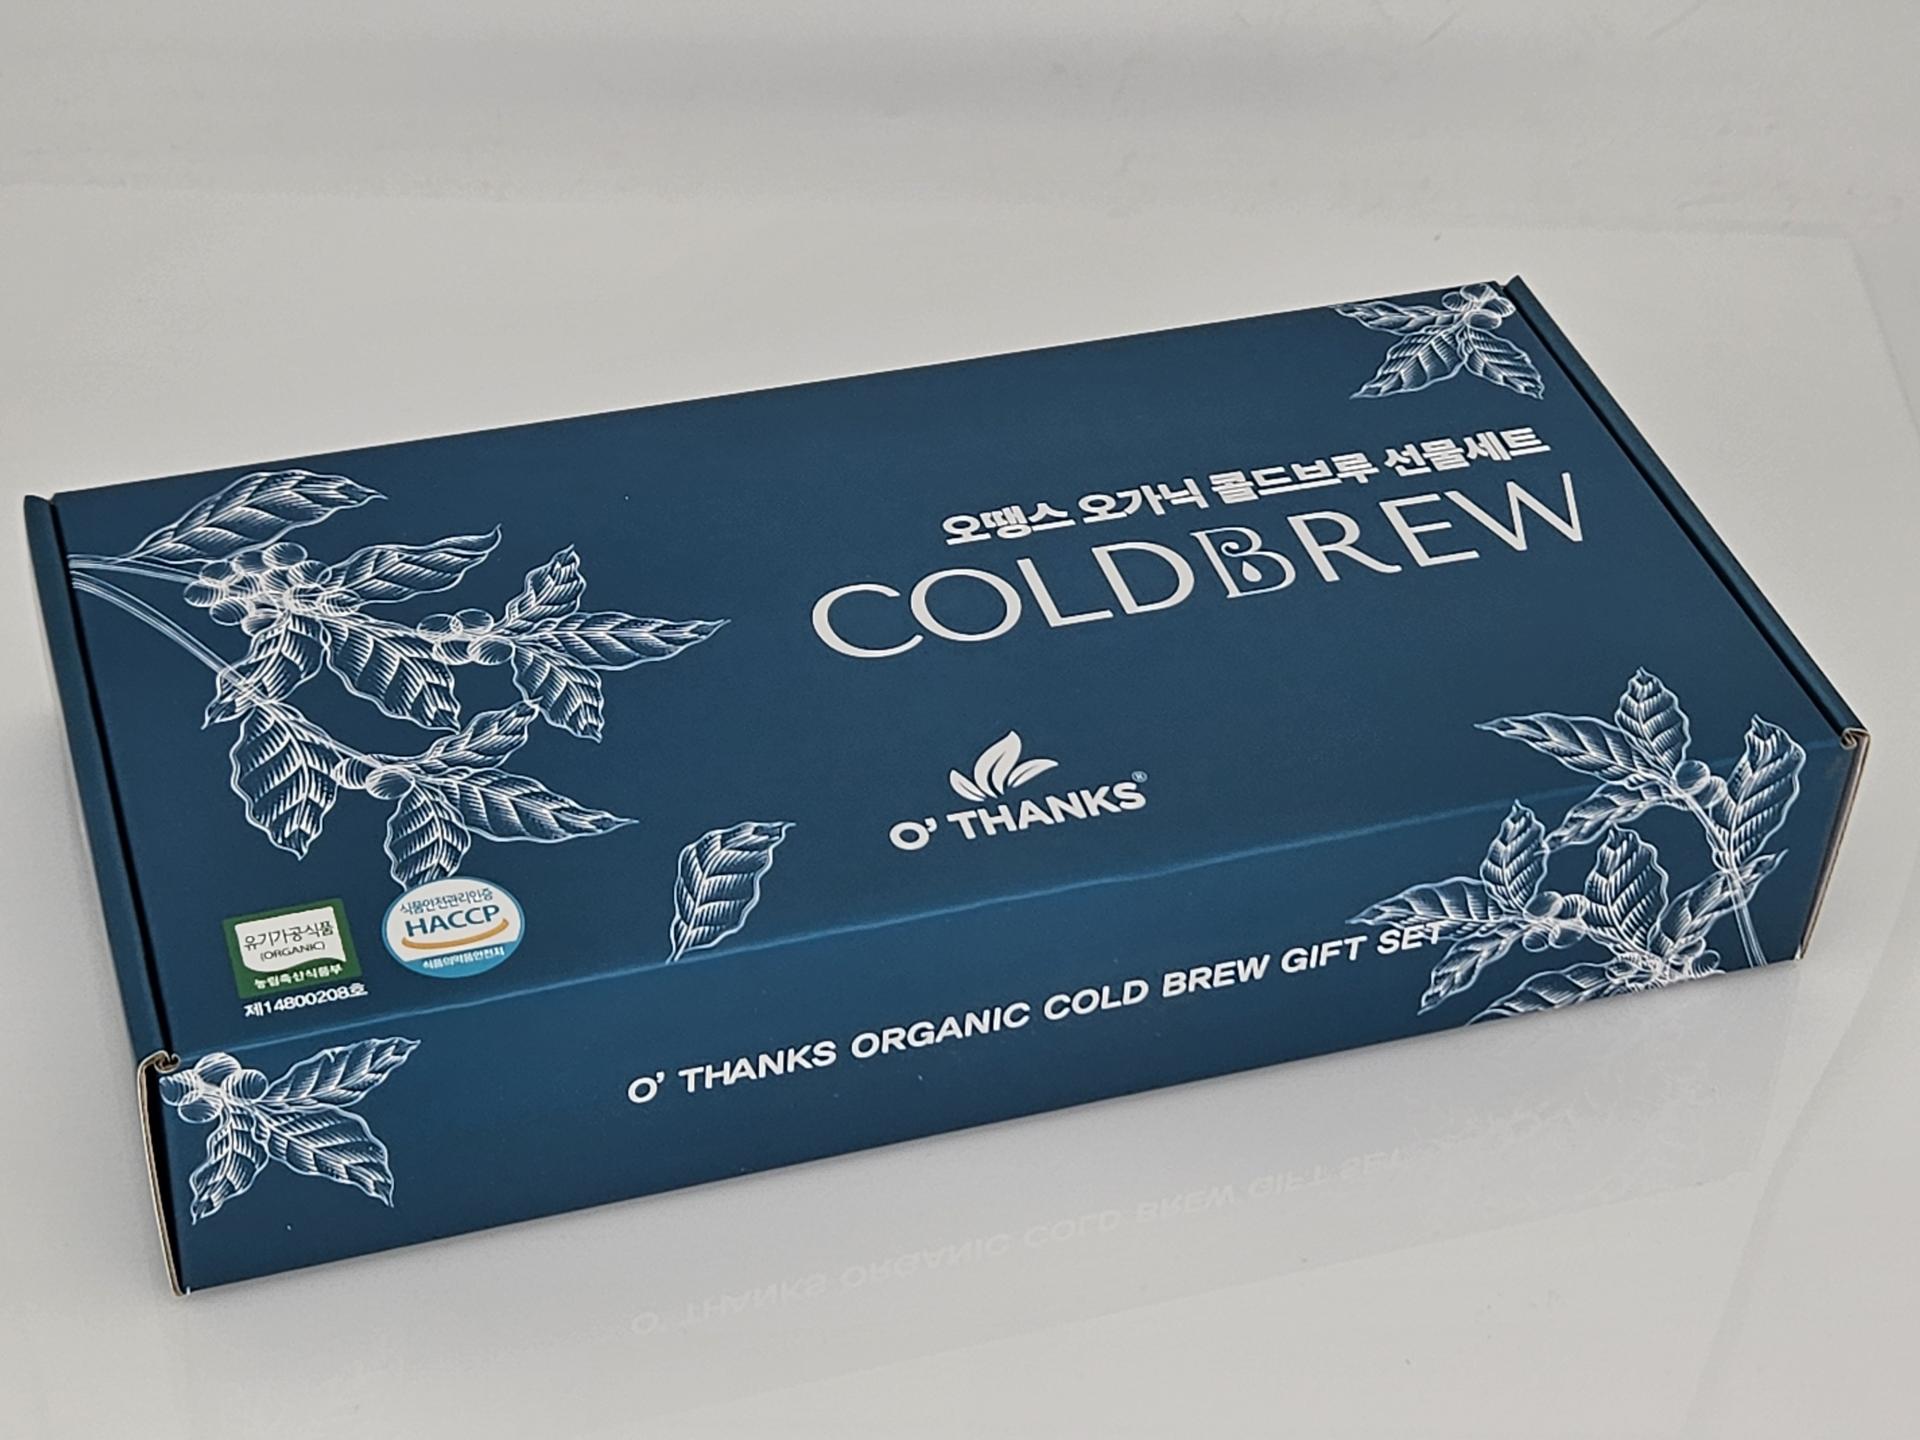 오땡스 오가닉 콜드브루 선물세트
COLDBREW
O' THANKS®
유기가공식품
(ORGANIC)
농림축산식품부
제14800208호
식품안전관리인증
HACCP
식품의약품안전처
O' THANKS ORGANIC COLD BREW GIFT SET